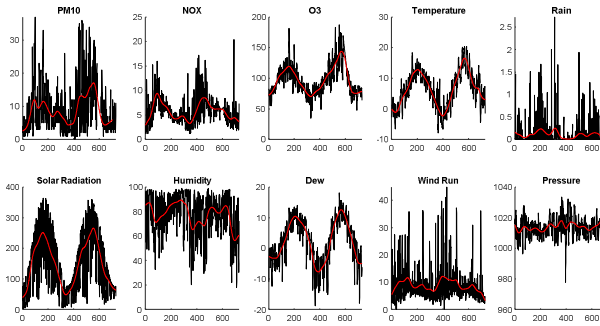 PM10 NOX O3 Temperature Rain
30 20 10 0
0 200 400 600
25 20 15 10 5 0
0 200 400 600
200 150 100 50 0
0 200 400 600
30 20 10 0 -10
0 200 400 600
2.5 2 1.5 1 0.5 0
0 200 400 600
Solar Radiation Humidity Dew Wind Run Pressure
400 300 200 100 0
0 200 400 600
100 80 60 40 20 0
0 200 400 600
20 10 0 -10 -20
0 200 400 600
40 30 20 10 0
0 200 400 600
1040 1020 1000 980 960
0 200 400 600